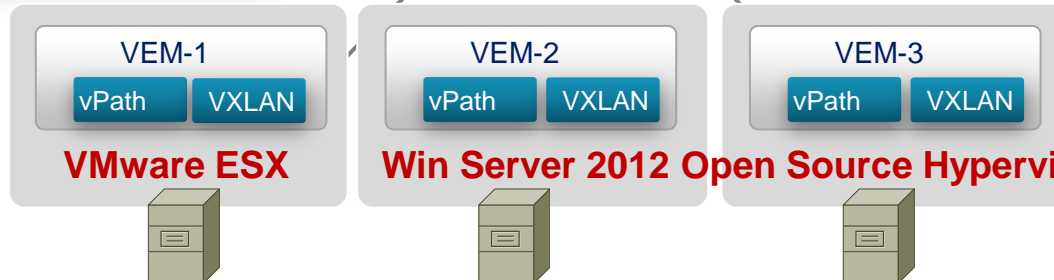 VEM-1
VEM-2
VEM-3
vPath VXLAN
vPath VXLAN
vPath VXLAN
VMware ESX
Win Server 2012
Open Source Hypervi